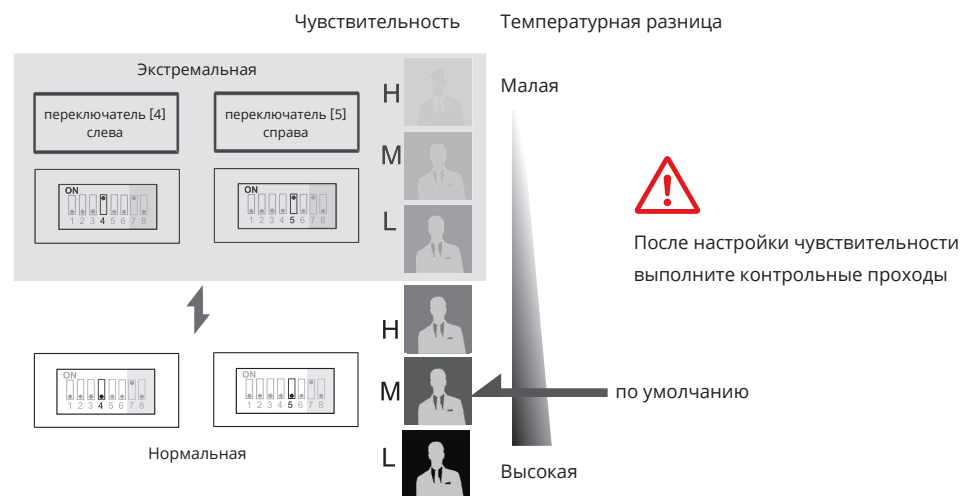 Чувствительность
Температурная разница
Экстремальная
переключатель [4]
слева
переключатель [5]
справа
ON
1 2 3 4 5 6 7 8
ON
1 2 3 4 5 6 7 8
H
M
L
Малая
После настройки чувствительности
выполните контрольные проходы
ON
1 2 3 4 5 6 7 8
ON
1 2 3 4 5 6 7 8
Нормальная
H
M
L
по умолчанию
Высокая